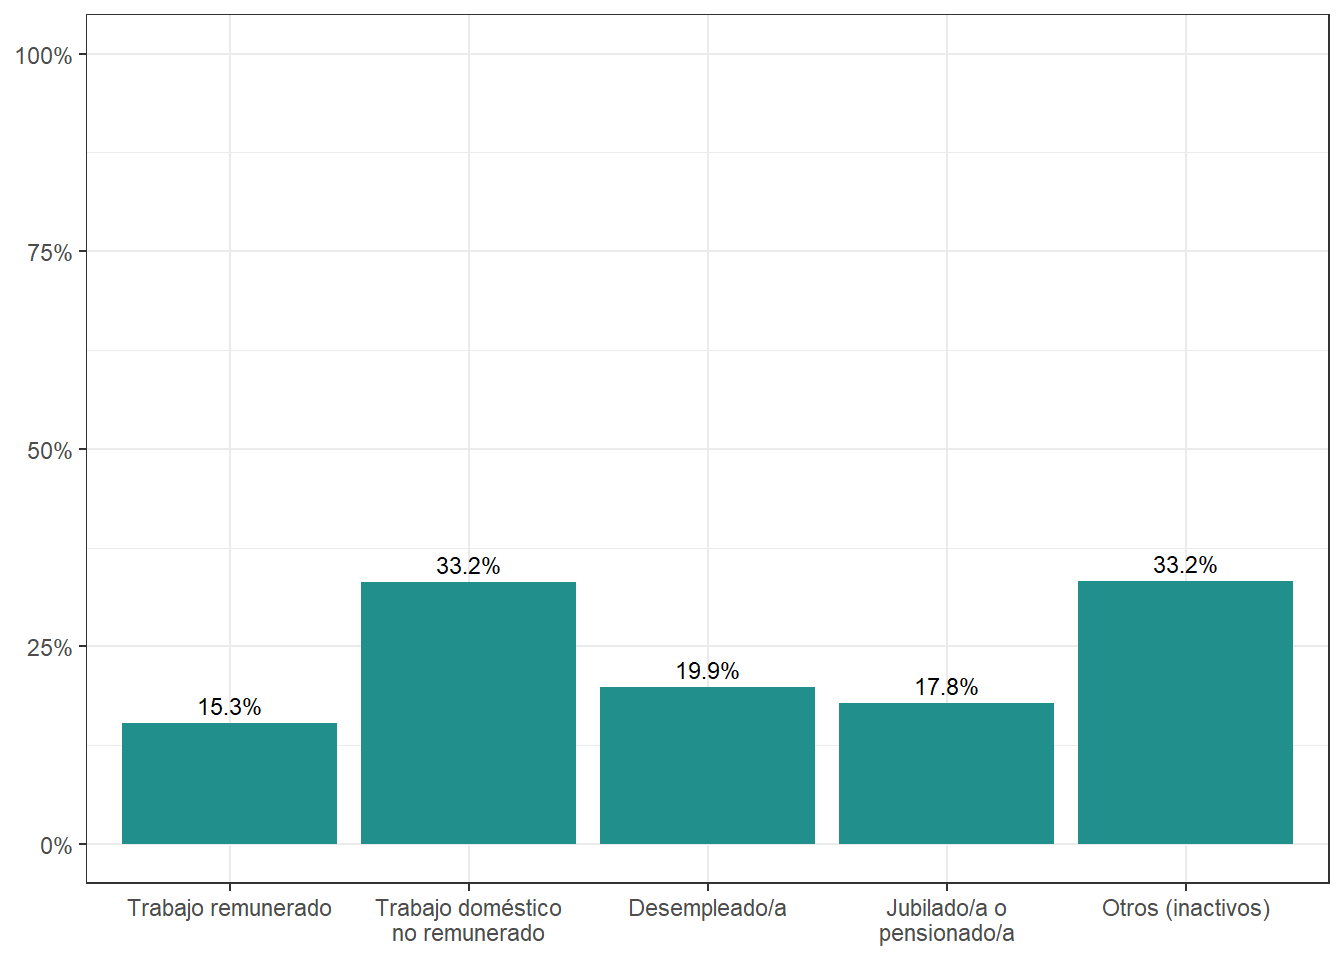 100%
75%
50%
25%
0%
15.3%
33.2%
19.9%
17.8%
33.2%
Trabajo remunerado
Trabajo doméstico
no remunerado
Desempleado/a
Jubilado/a o
pensionado/a
Otros (inactivos)